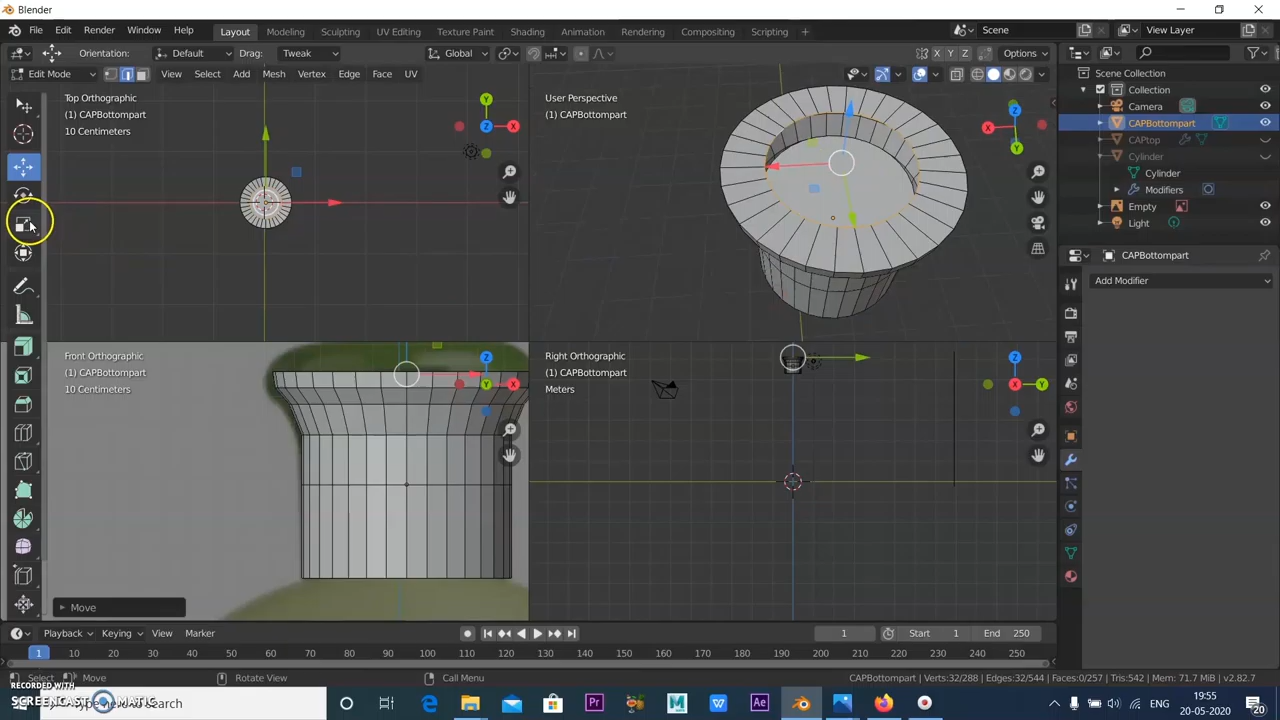 Blender
File Edit Render Window Help Layout Modeling Sculpting UV Editing Texture Paint Shading Animation Rendering Compositing Scripting Scene View Layer
Orientation: Default Drag: Tweak Global X Y Z Options
Edit Mode View Select Add Mesh Vertex Edge Face UV
Scene Collection
Collection
Camera
CAPBottompart
CAPtop
Cylinder
Cylinder
Modifiers
Empty
Light
CAPBottompart
Add Modifier
Top Orthographic
(1) CAPBottompart
10 Centimeters
Y
X
Z
User Perspective
(1) CAPBottompart
Z
X
Y
Front Orthographic
(1) CAPBottompart
10 Centimeters
Z
X
Y
Right Orthographic
(1) CAPBottompart
Meters
Z
X
Y
Move
Playback Keying View Marker 1 Start 1 End 250
1 10 20 30 40 50 60 70 80 90 100 110 120 130 140 150 160 170 180 190 200 210 220 230 240 250
Select Move Rotate View Call Menu CAPBottompart | Verts:32/288 | Edges:32/544 | Faces:0/257 | Tris:542 | Mem: 71.7 MiB | v2.82.7
RECORDED WITH
SCREENCAST MATIC
here to search
Pr W Ae
19:55
20-05-2020
20